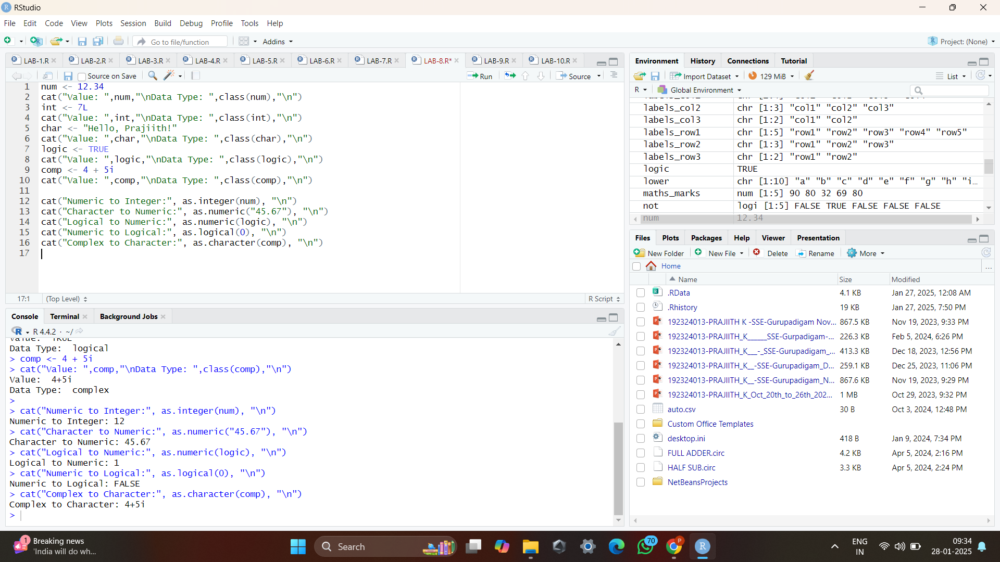 RStudio
File Edit Code View Plots Session Build Debug Profile Tools Help
Go to file/function Addins Project: (None)
LAB-1.R LAB-2.R LAB-3.R LAB-4.R LAB-5.R LAB-6.R LAB-7.R LAB-8.R* LAB-9.R LAB-10.R
Source on Save Run Source
1 num <- 12.34
2 cat("Value: ",num,"\nData Type: ",class(num),"\n")
3 int <- 7L
4 cat("Value: ",int,"\nData Type: ",class(int),"\n")
5 char <- "Hello, Prajiith!"
6 cat("Value: ",char,"\nData Type: ",class(char),"\n")
7 logic <- TRUE
8 cat("Value: ",logic,"\nData Type: ",class(logic),"\n")
9 comp <- 4 + 5i
10 cat("Value: ",comp,"\nData Type: ",class(comp),"\n")
11
12 cat("Numeric to Integer:", as.integer(num), "\n")
13 cat("Character to Numeric:", as.numeric("45.67"), "\n")
14 cat("Logical to Numeric:", as.numeric(logic), "\n")
15 cat("Numeric to Logical:", as.logical(0), "\n")
16 cat("Complex to Character:", as.character(comp), "\n")
17
17:1 (Top Level) R Script
Console Terminal Background Jobs
R 4.4.2 · ~/
Value: TRUE
Data Type:  logical
> comp <- 4 + 5i
> cat("Value: ",comp,"\nData Type: ",class(comp),"\n")
Value:  4+5i
Data Type:  complex
>
> cat("Numeric to Integer:", as.integer(num), "\n")
Numeric to Integer: 12
> cat("Character to Numeric:", as.numeric("45.67"), "\n")
Character to Numeric: 45.67
> cat("Logical to Numeric:", as.numeric(logic), "\n")
Logical to Numeric: 1
> cat("Numeric to Logical:", as.logical(0), "\n")
Numeric to Logical: FALSE
> cat("Complex to Character:", as.character(comp), "\n")
Complex to Character: 4+5i
>
Environment History Connections Tutorial
Import Dataset 129 MiB List
R Global Environment
labels_col2 chr [1:3] "col1" "col2" "col3"
labels_col3 chr [1:2] "col1" "col2"
labels_row1 chr [1:5] "row1" "row2" "row3" "row4" "row5"
labels_row2 chr [1:3] "row1" "row2" "row3"
labels_row3 chr [1:2] "row1" "row2"
logic TRUE
lower chr [1:10] "a" "b" "c" "d" "e" "f" "g" "h" "i...
maths_marks num [1:5] 90 80 32 69 80
not logi [1:5] FALSE TRUE FALSE FALSE FALSE
num 12.34
Files Plots Packages Help Viewer Presentation
New Folder New File Delete Rename More
Home ...
Name Size Modified
.RData 4.1 KB Jan 27, 2025, 12:08 AM
.Rhistory 19 KB Jan 27, 2025, 7:50 PM
192324013-PRAJIITH K -SSE-Gurupadigam Nov... 867.5 KB Nov 19, 2023, 9:33 PM
192324013-PRAJIITH_K______SSE-Gurpadigam-... 226.3 KB Feb 5, 2024, 6:26 PM
192324013-PRAJIITH_K___-_SSE-Gurupadigam_... 413.3 KB Dec 18, 2023, 12:56 PM
192324013-PRAJIITH_K__-SSE-Gurupadigam_D... 259.1 KB Dec 25, 2023, 11:06 PM
192324013-PRAJIITH_K__-SSE-Gurupadigam_N... 867.6 KB Nov 19, 2023, 9:29 PM
192324013-PRAJIITH_K_Oct_20th_to_26th_202... 1 MB Oct 29, 2023, 9:32 PM
auto.csv 30 B Oct 3, 2024, 12:48 PM
Custom Office Templates
desktop.ini 418 B Jan 9, 2024, 7:34 PM
FULL ADDER.circ 4.2 KB Apr 5, 2024, 2:16 PM
HALF SUB.circ 3.3 KB Apr 5, 2024, 2:24 PM
NetBeansProjects
1 Breaking news
'India will do wh...
Search
70
P
R
ENG
IN
09:34
28-01-2025